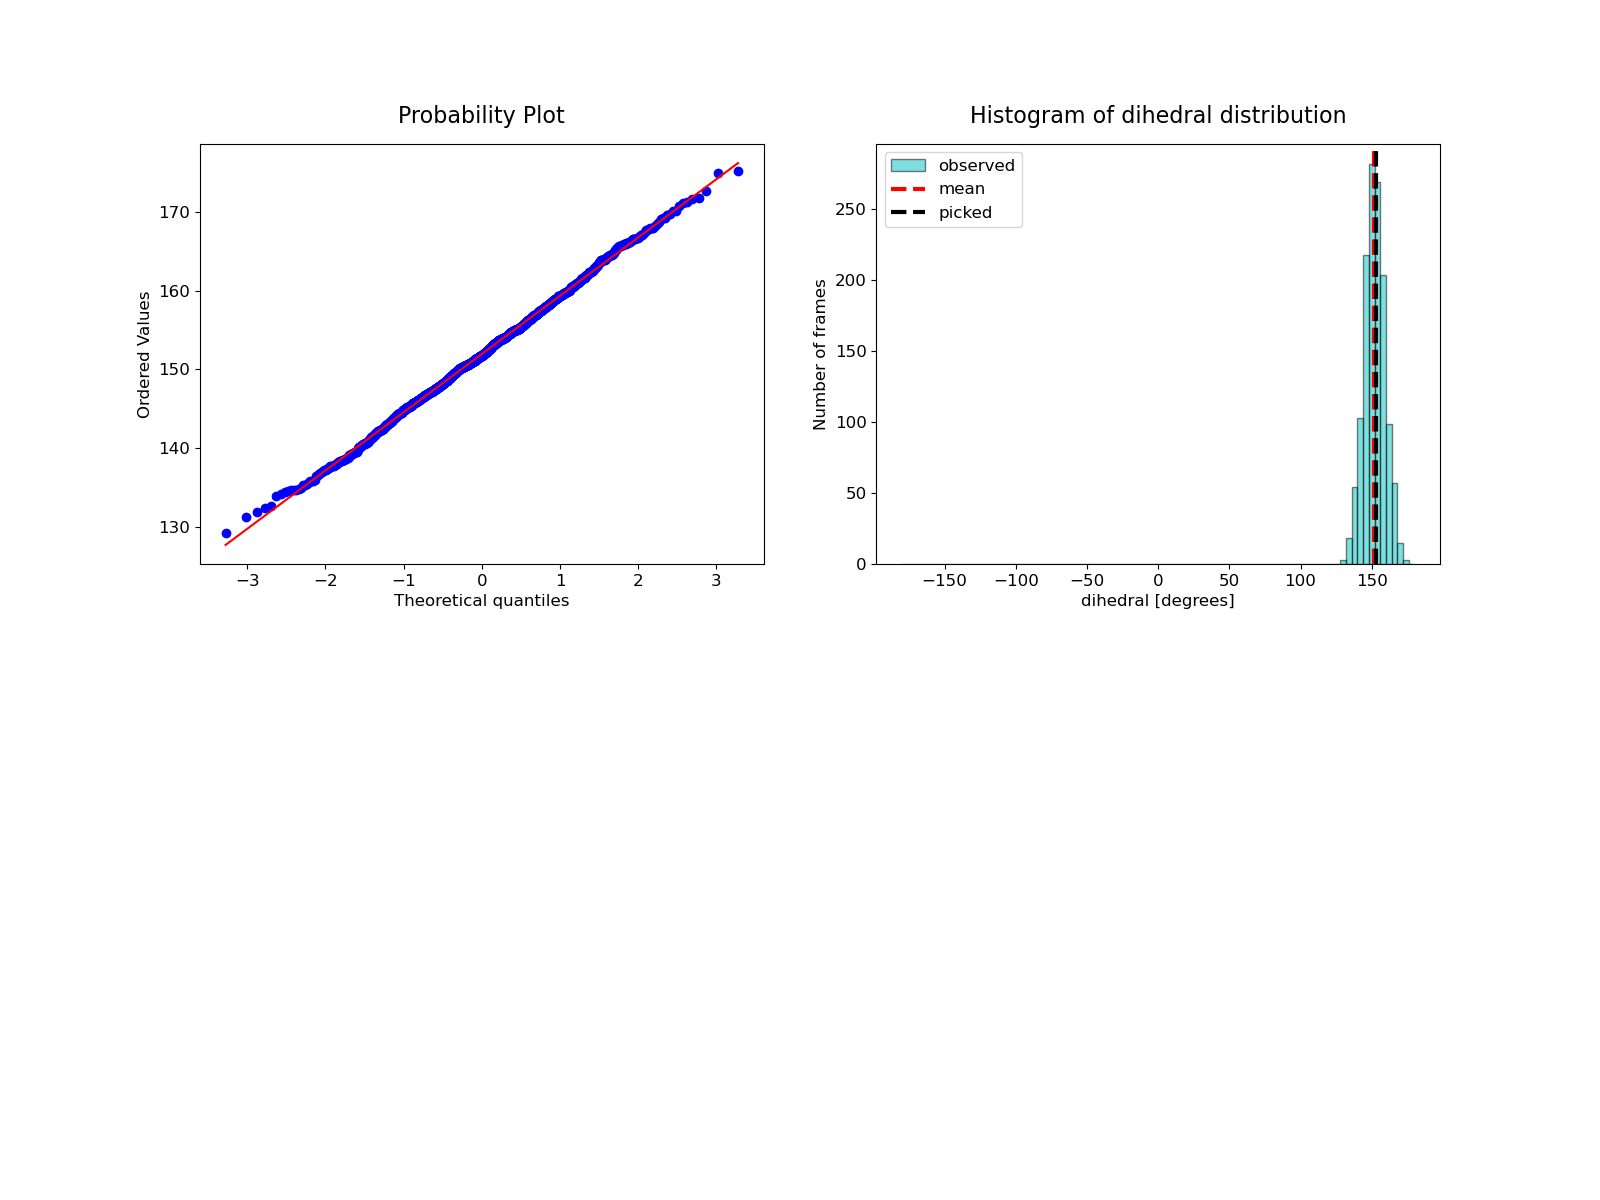 Probability Plot
Ordered Values
170
160
150
140
130
−3
−2
−1
0
1
2
3
Theoretical quantiles
Histogram of dihedral distribution
observed
mean
picked
Number of frames
250
200
150
100
50
0
−150
−100
−50
0
50
100
150
dihedral [degrees]